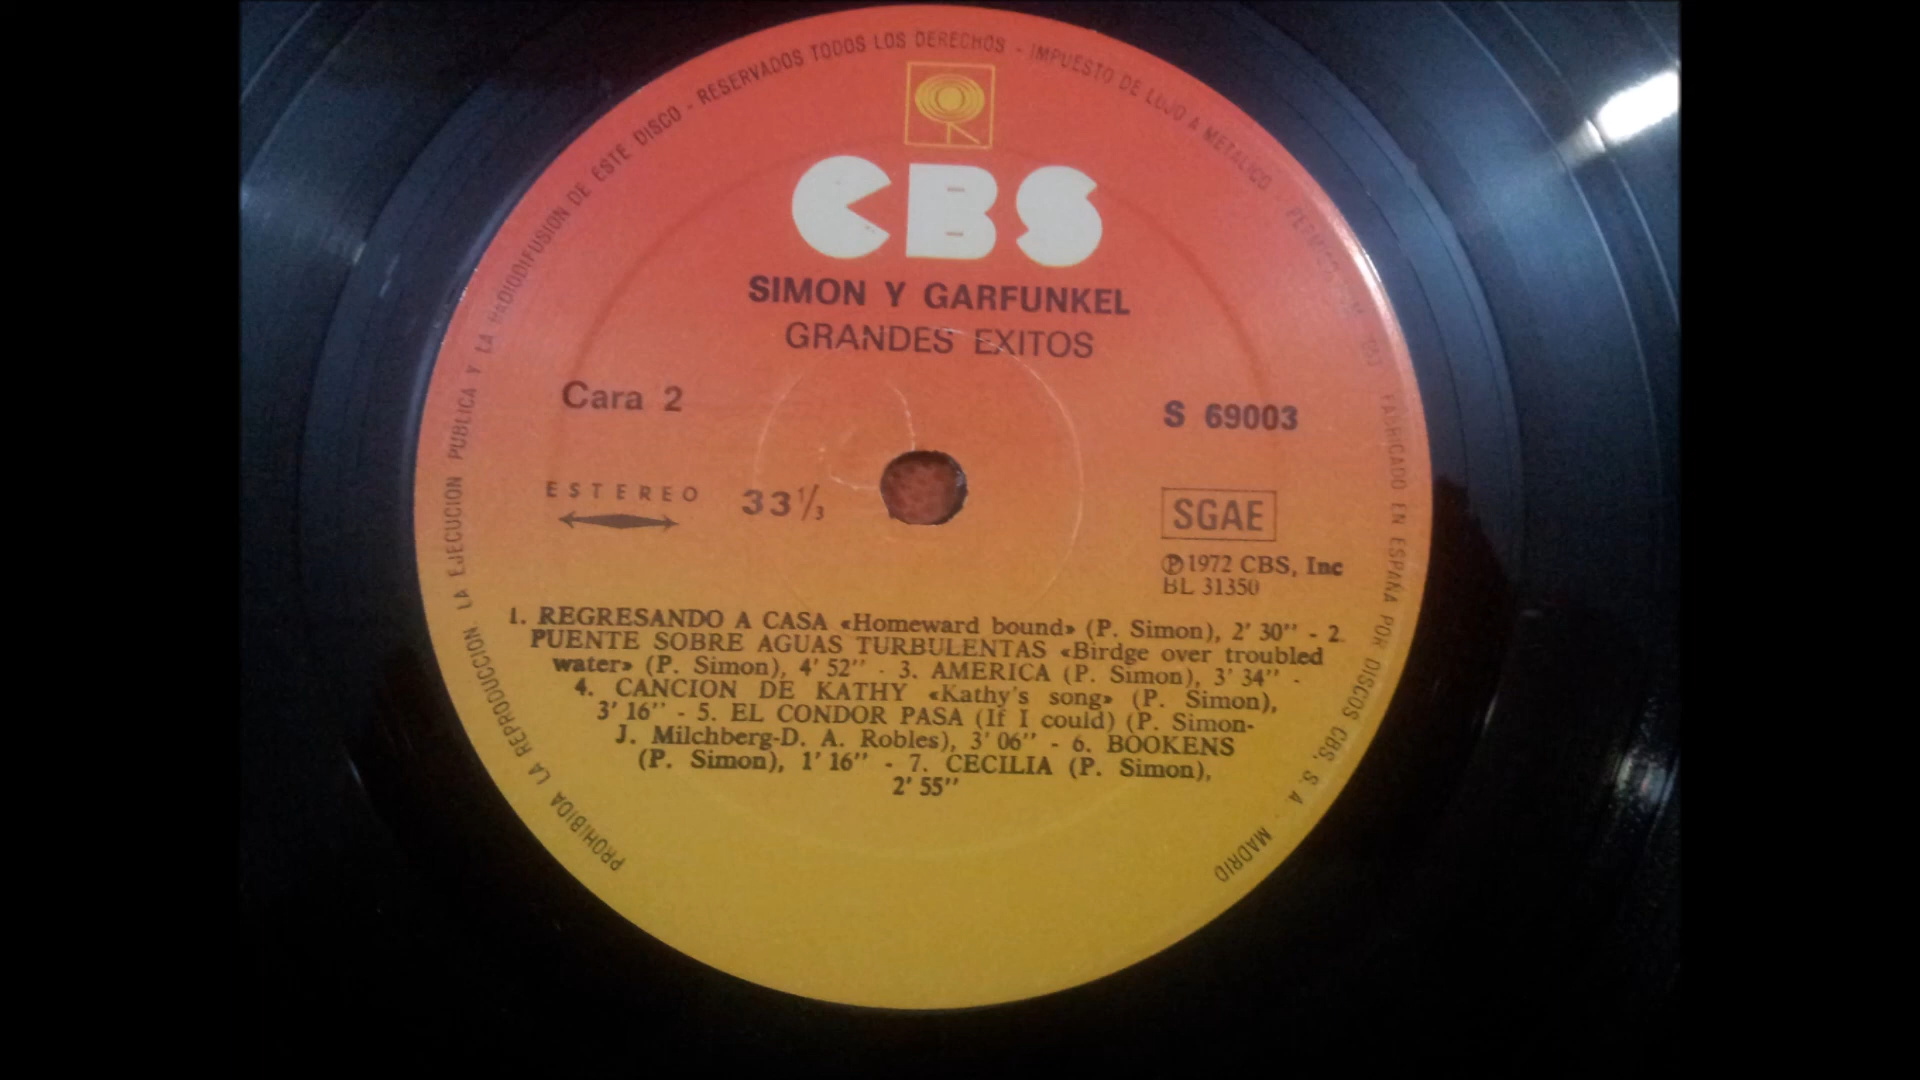 PROHIBIDA LA REPRODUCCION, LA EJECUCION PUBLICA Y LA RADIODIFUSION DE ESTE DISCO - RESERVADOS TODOS LOS DERECHOS - IMPUESTO DE LUJO A METALICO -
FABRICADO EN ESPAÑA POR DISCOS CBS, S. A. MADRID
CBS
SIMON Y GARFUNKEL
GRANDES EXITOS
Cara 2
S 69003
ESTEREO 33 1/3
SGAE
℗ 1972 CBS, Inc
BL 31350
1. REGRESANDO A CASA «Homeward bound» (P. Simon), 2' 30'' - 2.
PUENTE SOBRE AGUAS TURBULENTAS «Birdge over troubled
water» (P. Simon), 4' 52'' - 3. AMERICA (P. Simon), 3' 34'' -
4. CANCION DE KATHY «Kathy's song» (P. Simon),
3' 16'' - 5. EL CONDOR PASA (If I could) (P. Simon-
J. Milchberg-D. A. Robles), 3' 06'' - 6. BOOKENS
(P. Simon), 1' 16'' - 7. CECILIA (P. Simon),
2' 55''